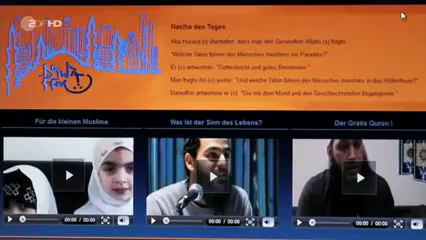 ZDF HD
Nasiha des Tages
Abu Huraira (r) überliefert, dass man den Gesandten Allahs (s) fragte:
"Welche Taten führen den Menschen meistens ins Paradies?"
Er (s) antwortete: "Gottesfurcht und gutes Benehmen."
Man fragte ihn (s) weiter: "Und welche Taten führen den Menschen meistens in das Höllenfeuer?"
Daraufhin antwortete er (s): "Die mit dem Mund und den Geschlechtsteilen begangenen."
Für die kleinen Muslime
Was ist der Sinn des Lebens?
Der Gratis Quran !
00:00 / 00:00
00:00 / 00:00
00:00 / 00:00